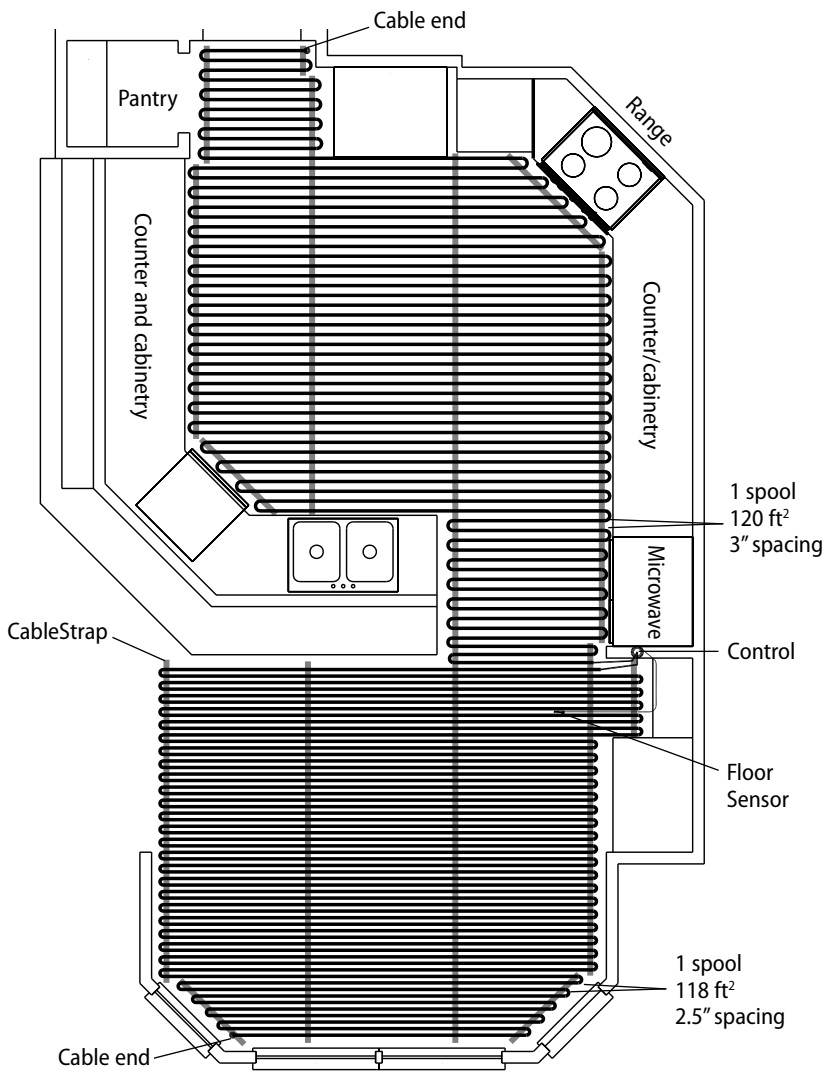 Cable end
Pantry
Range
Counter and cabinetry
Counter/cabinetry
1 spool
120 ft²
3” spacing
Microwave
CableStrap
Control
Floor
Sensor
1 spool
118 ft²
2.5” spacing
Cable end